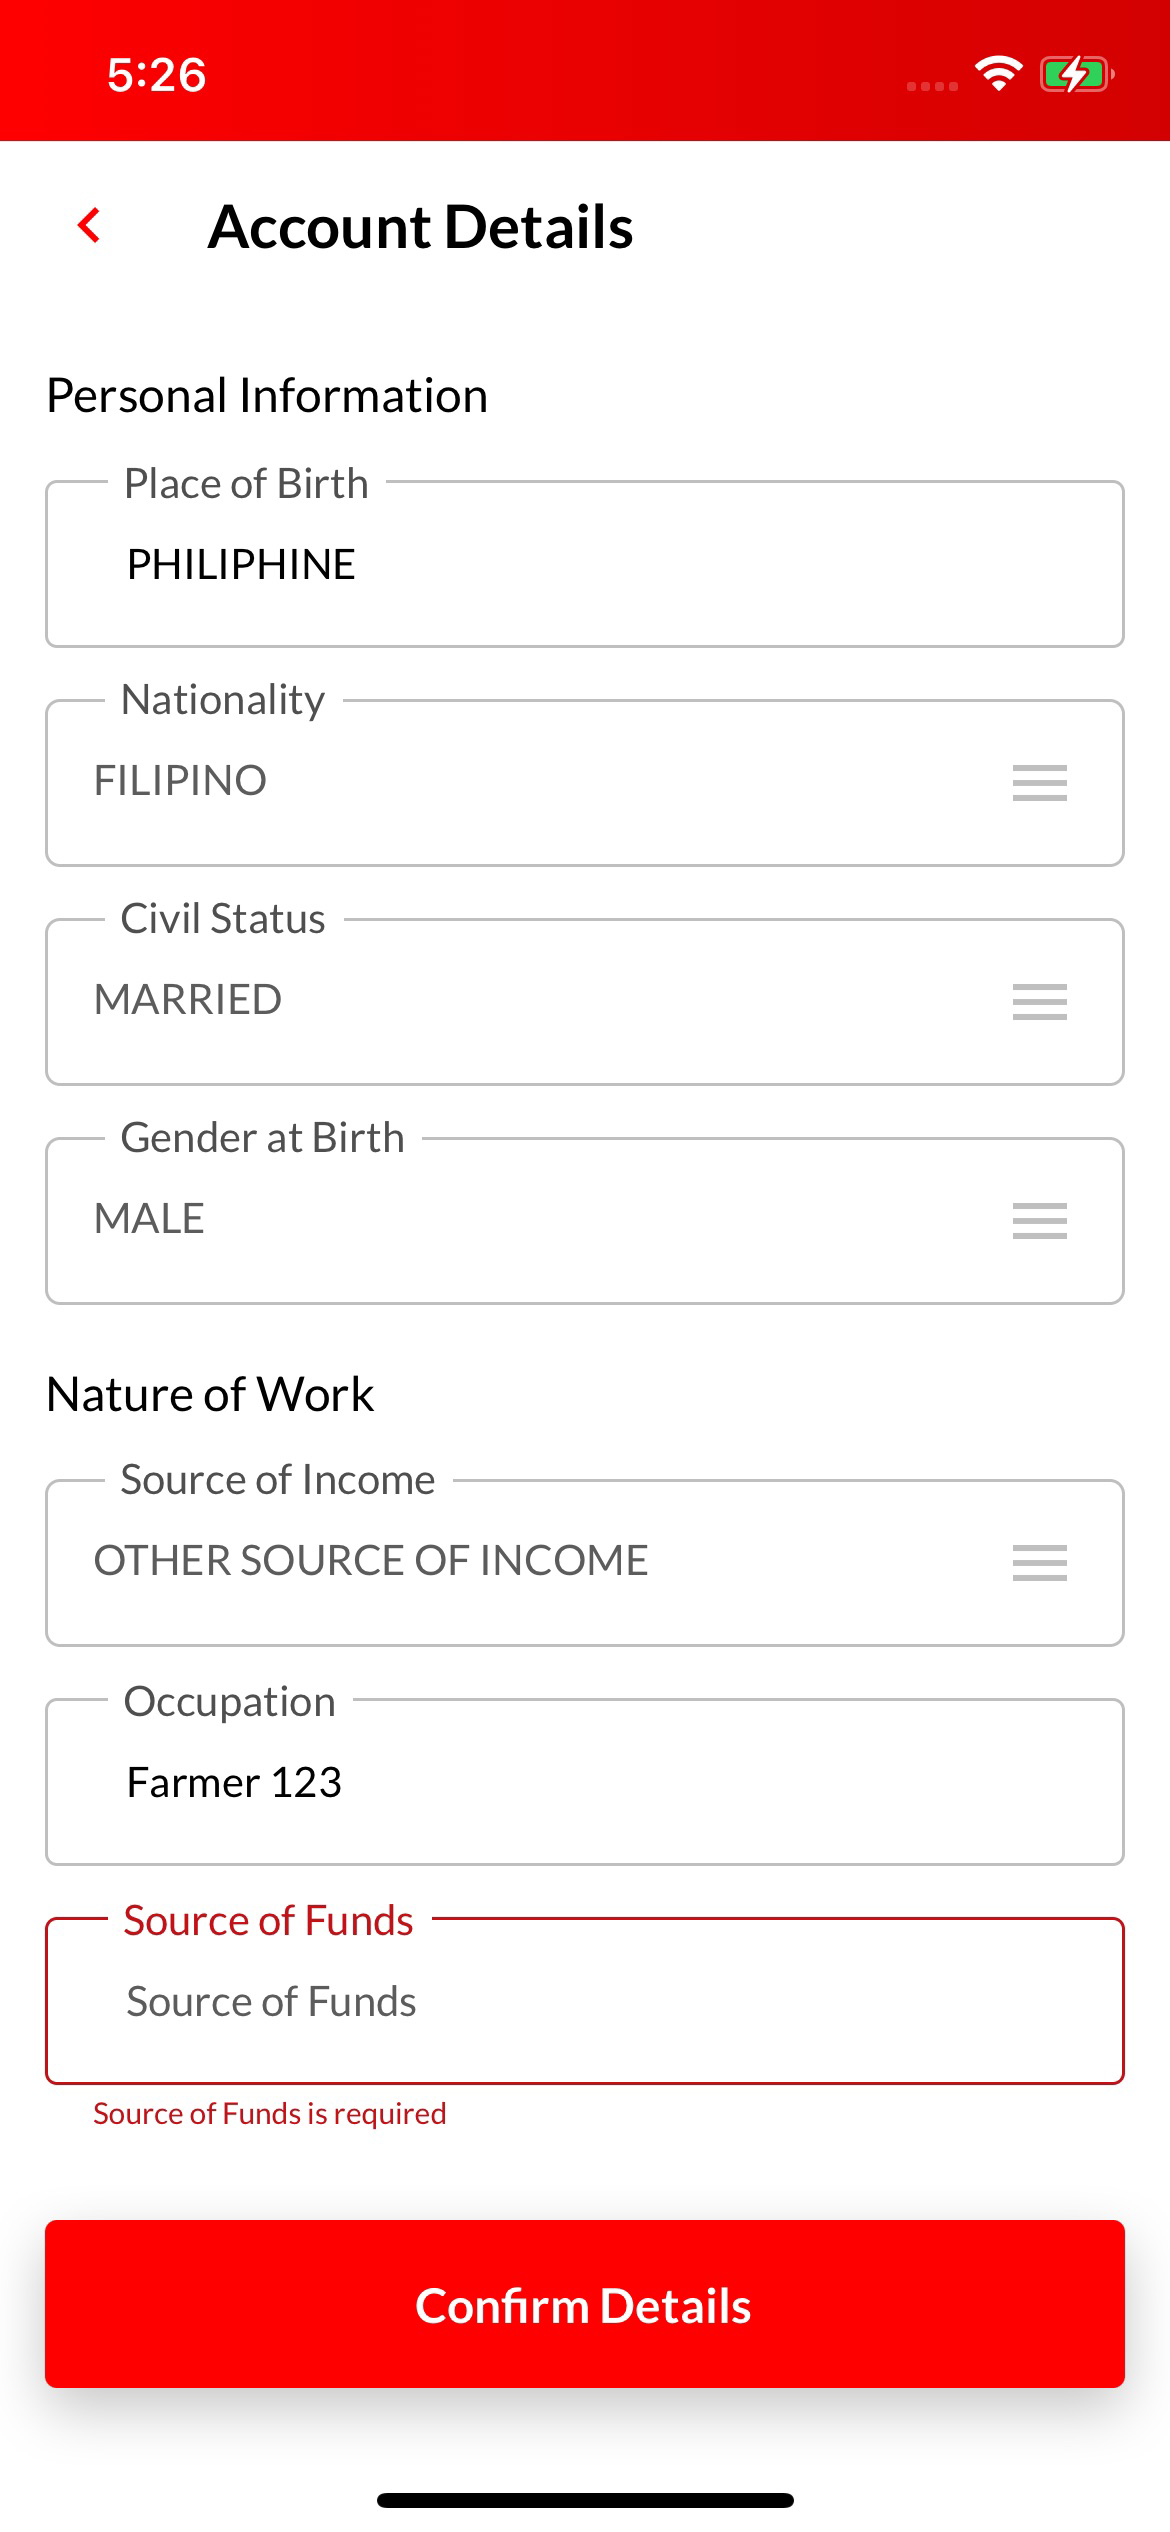 5:26
Account Details
Personal Information
Place of Birth
PHILIPHINE
Nationality
FILIPINO
Civil Status
MARRIED
Gender at Birth
MALE
Nature of Work
Source of Income
OTHER SOURCE OF INCOME
Occupation
Farmer 123
Source of Funds
Source of Funds
Source of Funds is required
Confirm Details